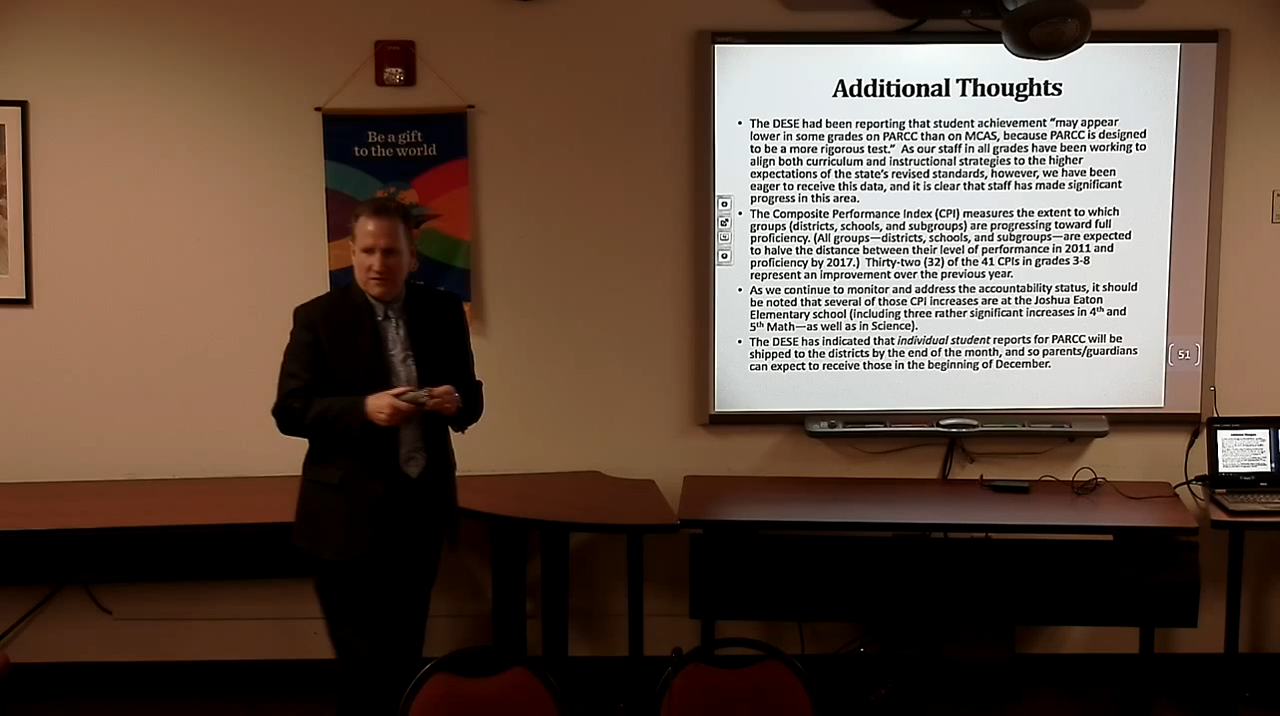 Be a gift
to the world
Additional Thoughts
• The DESE had been reporting that student achievement “may appear
lower in some grades on PARCC than on MCAS, because PARCC is designed
to be a more rigorous test.” As our staff in all grades have been working to
align both curriculum and instructional strategies to the higher
expectations of the state’s revised standards, however, we have been
eager to receive this data, and it is clear that staff has made significant
progress in this area.
• The Composite Performance Index (CPI) measures the extent to which
groups (districts, schools, and subgroups) are progressing toward full
proficiency. (All groups—districts, schools, and subgroups—are expected
to halve the distance between their level of performance in 2011 and
proficiency by 2017.) Thirty-two (32) of the 41 CPIs in grades 3-8
represent an improvement over the previous year.
• As we continue to monitor and address the accountability status, it should
be noted that several of those CPI increases are at the Joshua Eaton
Elementary school (including three rather significant increases in 4th and
5th Math—as well as in Science).
• The DESE has indicated that individual student reports for PARCC will be
shipped to the districts by the end of the month, and so parents/guardians
can expect to receive those in the beginning of December.
51